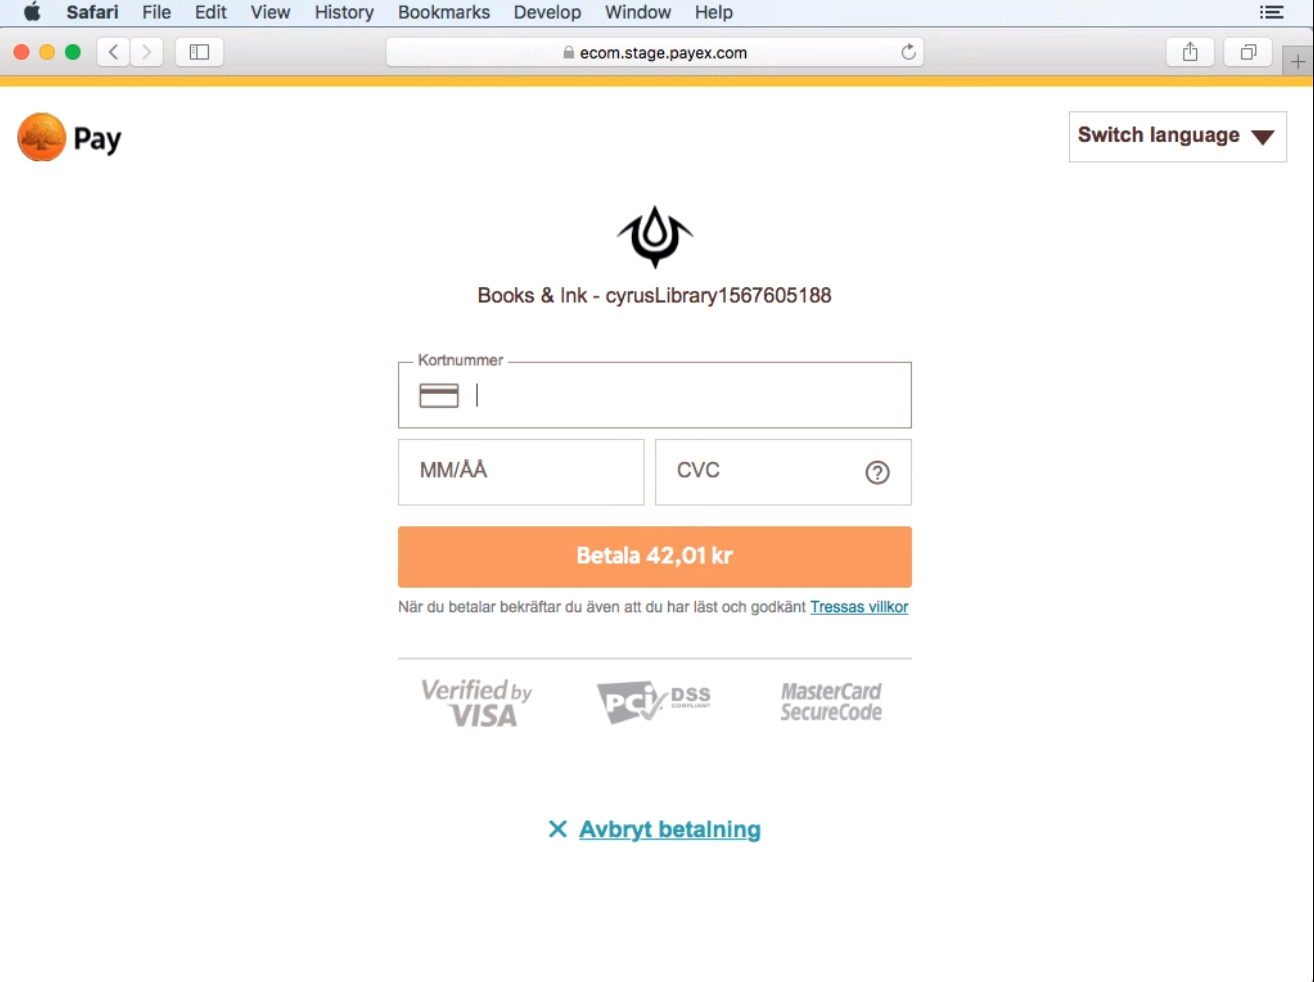 Safari File Edit View History Bookmarks Develop Window Help
ecom.stage.payex.com
Pay
Switch language
Books & Ink - cyrusLibrary1567605188
Kortnummer
MM/ÅÅ CVC
Betala 42,01 kr
När du betalar bekräftar du även att du har läst och godkänt Tressas villkor
Verified by
VISA
PCi DSS
COMPLIANT
MasterCard
SecureCode
Avbryt betalning